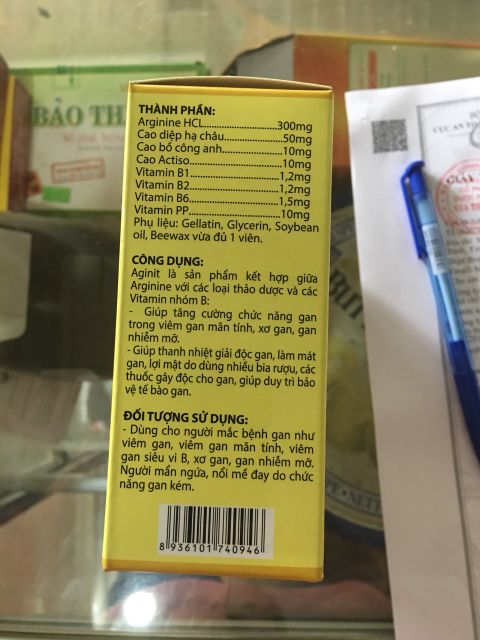 THÀNH PHẦN:
Arginine HCL..............................300mg
Cao diệp hạ châu......................50mg
Cao bồ công anh.......................10mg
Cao Actiso................................10mg
Vitamin B1...............................1,2mg
Vitamin B2...............................1,2mg
Vitamin B6...............................1,5mg
Vitamin PP...............................10mg
Phụ liệu: Gellatin, Glycerin, Soybean
oil, Beewax vừa đủ 1 viên.
CÔNG DỤNG:
Aginit là sản phẩm kết hợp giữa
Arginine với các loại thảo dược và các
Vitamin nhóm B:
- Giúp tăng cường chức năng gan
trong viêm gan mãn tính, xơ gan, gan
nhiễm mỡ.
- Giúp thanh nhiệt giải độc gan, làm mát
gan, lợi mật do dùng nhiều bia rượu, các
thuốc gây độc cho gan, giúp duy trì bảo
vệ tế bào gan.
ĐỐI TƯỢNG SỬ DỤNG:
- Dùng cho người mắc bệnh gan như
viêm gan, viêm gan mãn tính, viêm
gan siêu vi B, xơ gan, gan nhiễm mỡ.
Người mẩn ngứa, nổi mề đay do chức
năng gan kém.
8 936101 740946
BẢO TH